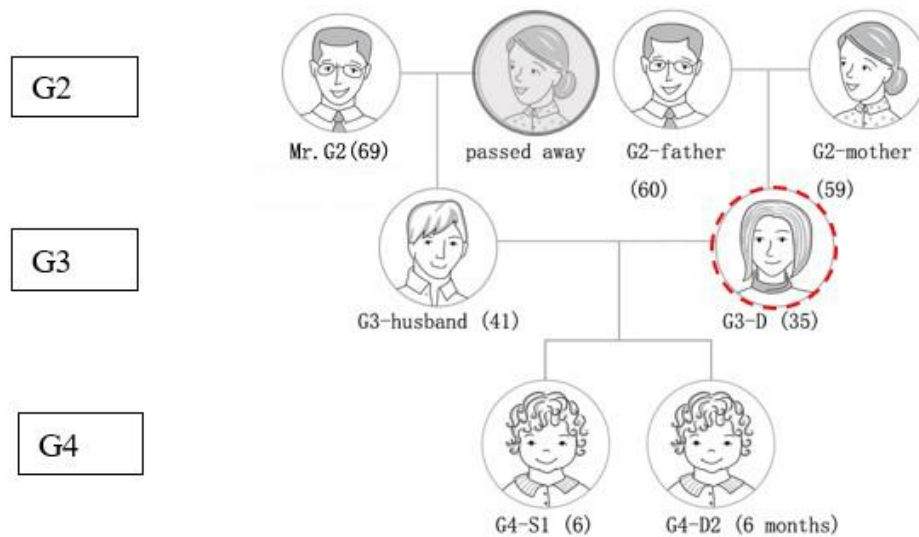 G2
Mr. G2(69) passed away G2-father G2-mother
(60) (59)
G3
G3-husband (41) G3-D (35)
G4
G4-S1 (6) G4-D2 (6 months)